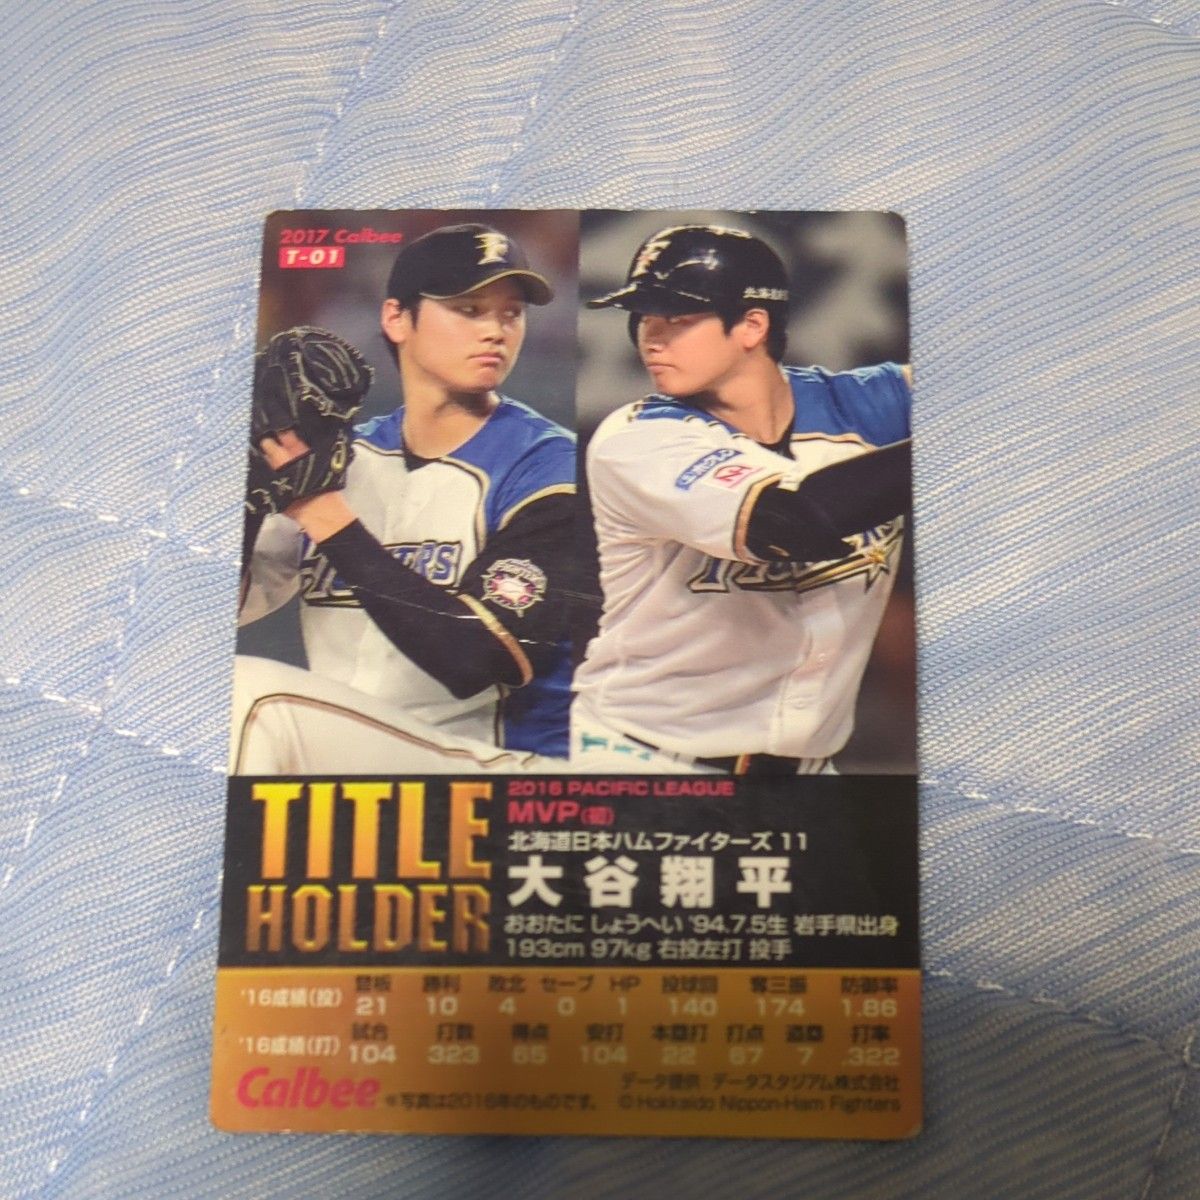 2017 Calbee
T-01
F
F
北海道
FIGHTERS
TITLE
HOLDER
2016 PACIFIC LEAGUE
MVP(初)
北海道日本ハムファイターズ 11
大谷翔平
おおたに しょうへい '94.7.5生 岩手県出身
193cm 97kg 右投左打 投手
'16成績(投) 登板 勝利 敗北 セーブ HP 投球回 奪三振 防御率
21 10 4 0 1 140 174 1.86
'16成績(打) 試合 打数 得点 安打 本塁打 打点 盗塁 打率
104 323 65 104 22 67 7 .322
Calbee
※写真は2016年のものです。
データ提供：データスタジアム株式会社
©Hokkaido Nippon-Ham Fighters